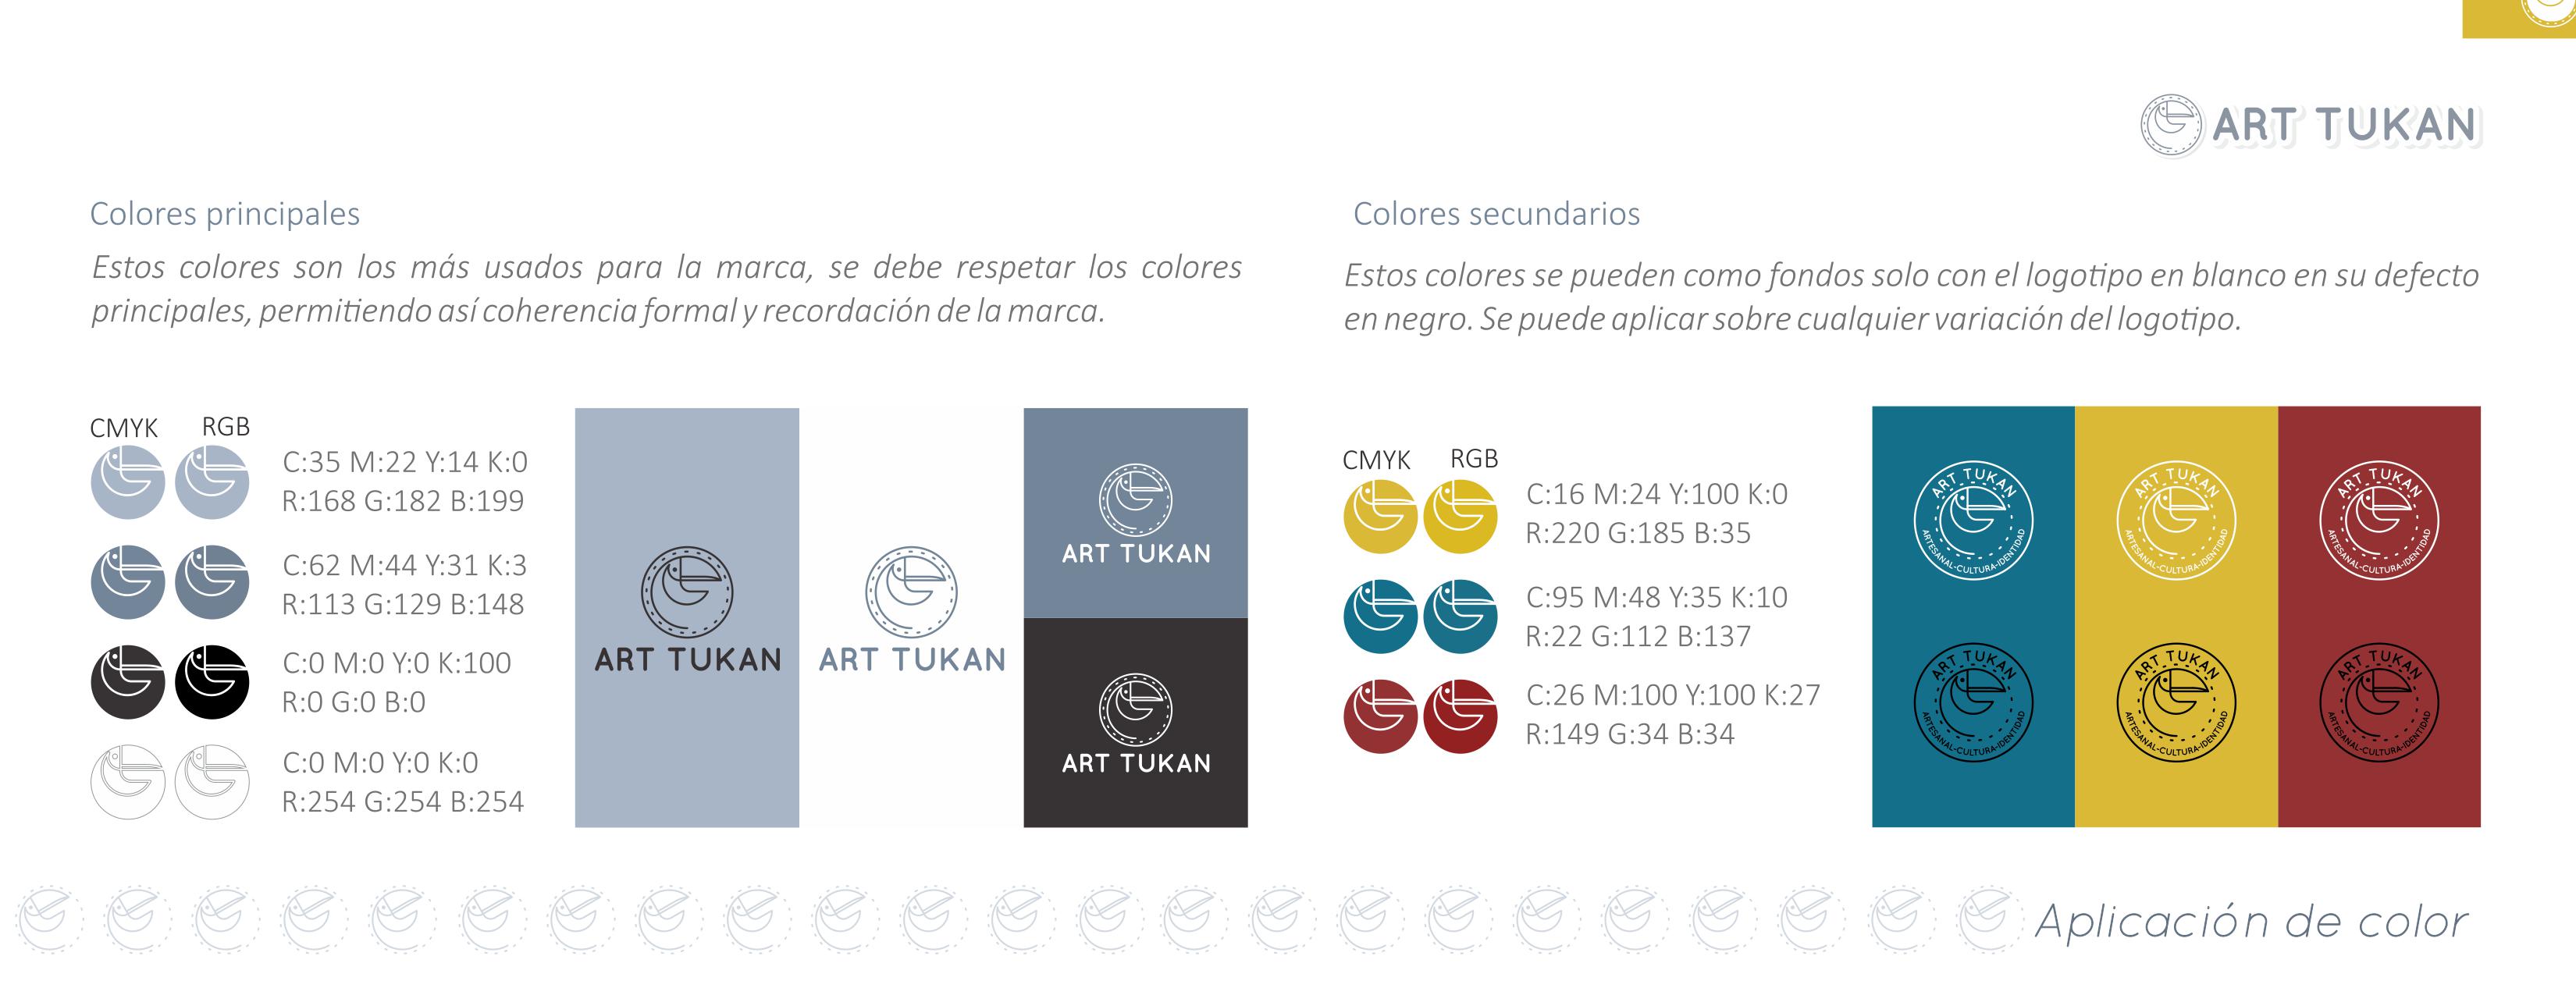 ART TUKAN
Colores principales
Estos colores son los más usados para la marca, se debe respetar los colores
principales, permitiendo así coherencia formal y recordación de la marca.
CMYK RGB
C:35 M:22 Y:14 K:0
R:168 G:182 B:199
C:62 M:44 Y:31 K:3
R:113 G:129 B:148
C:0 M:0 Y:0 K:100
R:0 G:0 B:0
C:0 M:0 Y:0 K:0
R:254 G:254 B:254
ART TUKAN
ART TUKAN
ART TUKAN
ART TUKAN
Colores secundarios
Estos colores se pueden como fondos solo con el logotipo en blanco en su defecto
en negro. Se puede aplicar sobre cualquier variación del logotipo.
CMYK RGB
C:16 M:24 Y:100 K:0
R:220 G:185 B:35
C:95 M:48 Y:35 K:10
R:22 G:112 B:137
C:26 M:100 Y:100 K:27
R:149 G:34 B:34
ART TUKAN
ARTESANAL-CULTURA-IDENTIDAD
ART TUKAN
ARTESANAL-CULTURA-IDENTIDAD
ART TUKAN
ARTESANAL-CULTURA-IDENTIDAD
ART TUKAN
ARTESANAL-CULTURA-IDENTIDAD
ART TUKAN
ARTESANAL-CULTURA-IDENTIDAD
ART TUKAN
ARTESANAL-CULTURA-IDENTIDAD
Aplicación de color